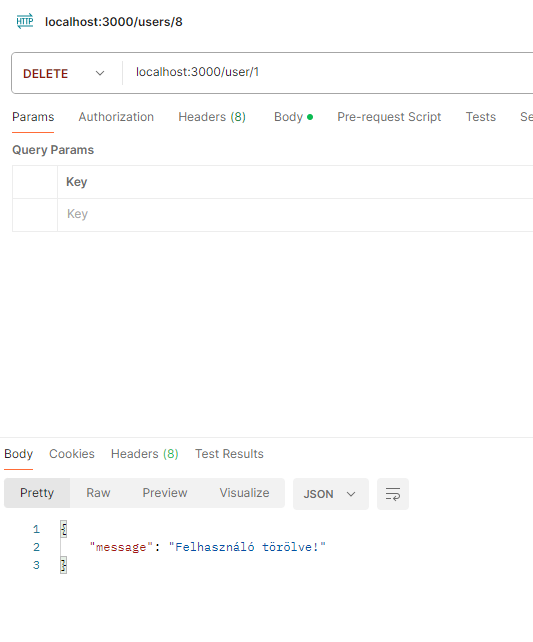 HTTP localhost:3000/users/8
DELETE localhost:3000/user/1
Params Authorization Headers (8) Body Pre-request Script Tests Se
Query Params
Key
Key
Body Cookies Headers (8) Test Results
Pretty Raw Preview Visualize JSON
1 {
2 "message": "Felhasználó törölve!"
3 }